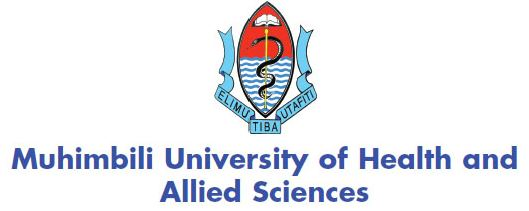 ELIMU
TIBA
UTAFITI
Muhimbili University of Health and
Allied Sciences